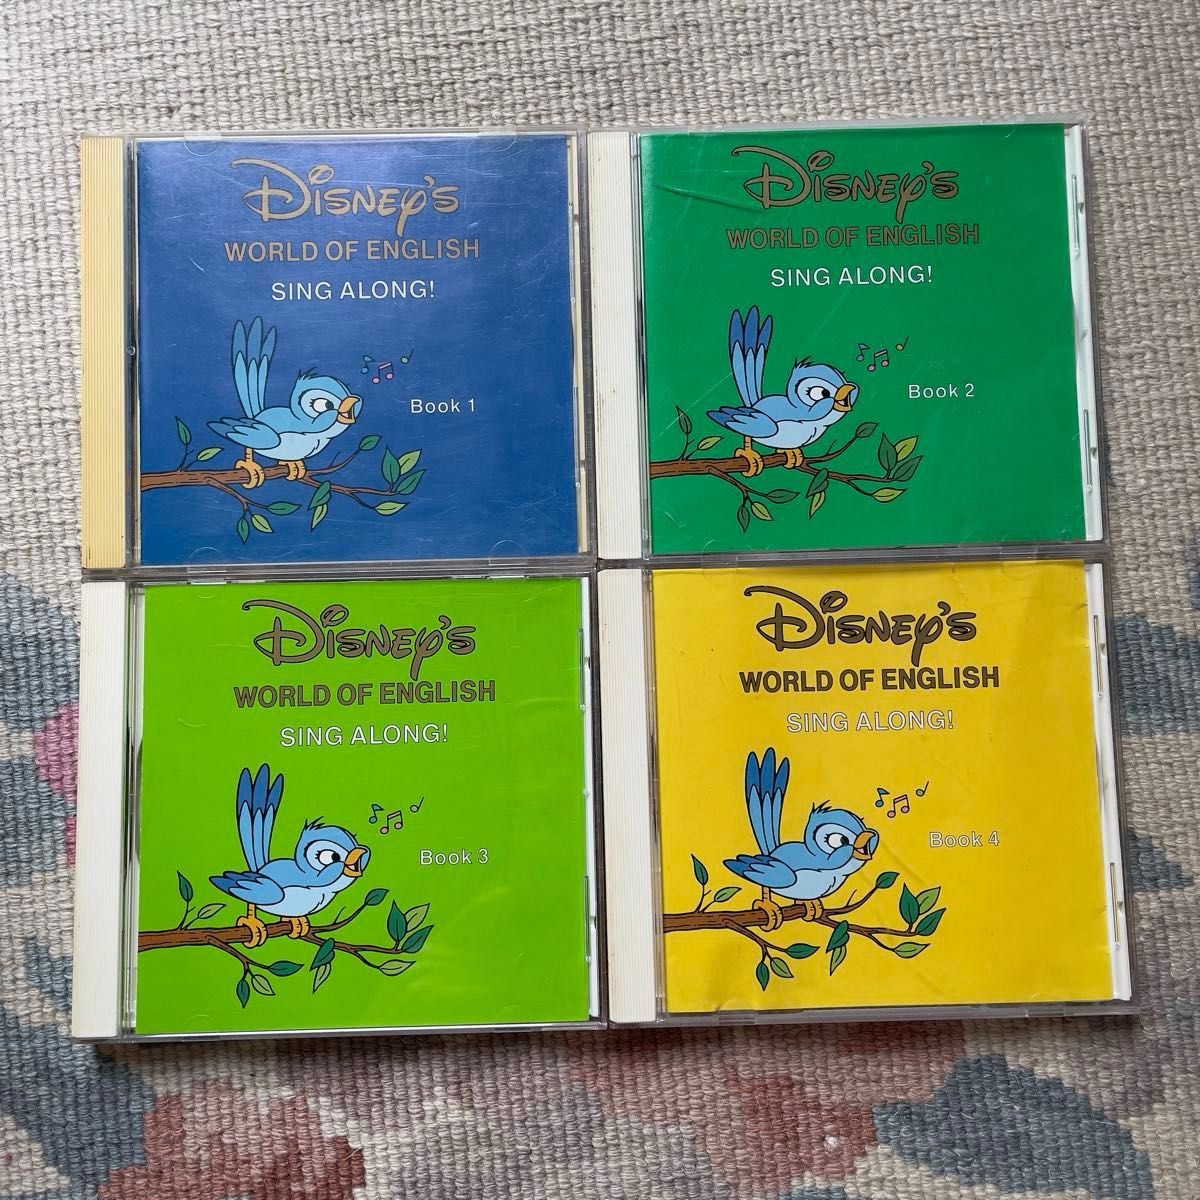 Disney's
WORLD OF ENGLISH
SING ALONG!
Book 1
Disney's
WORLD OF ENGLISH
SING ALONG!
Book 2
Disney's
WORLD OF ENGLISH
SING ALONG!
Book 3
Disney's
WORLD OF ENGLISH
SING ALONG!
Book 4